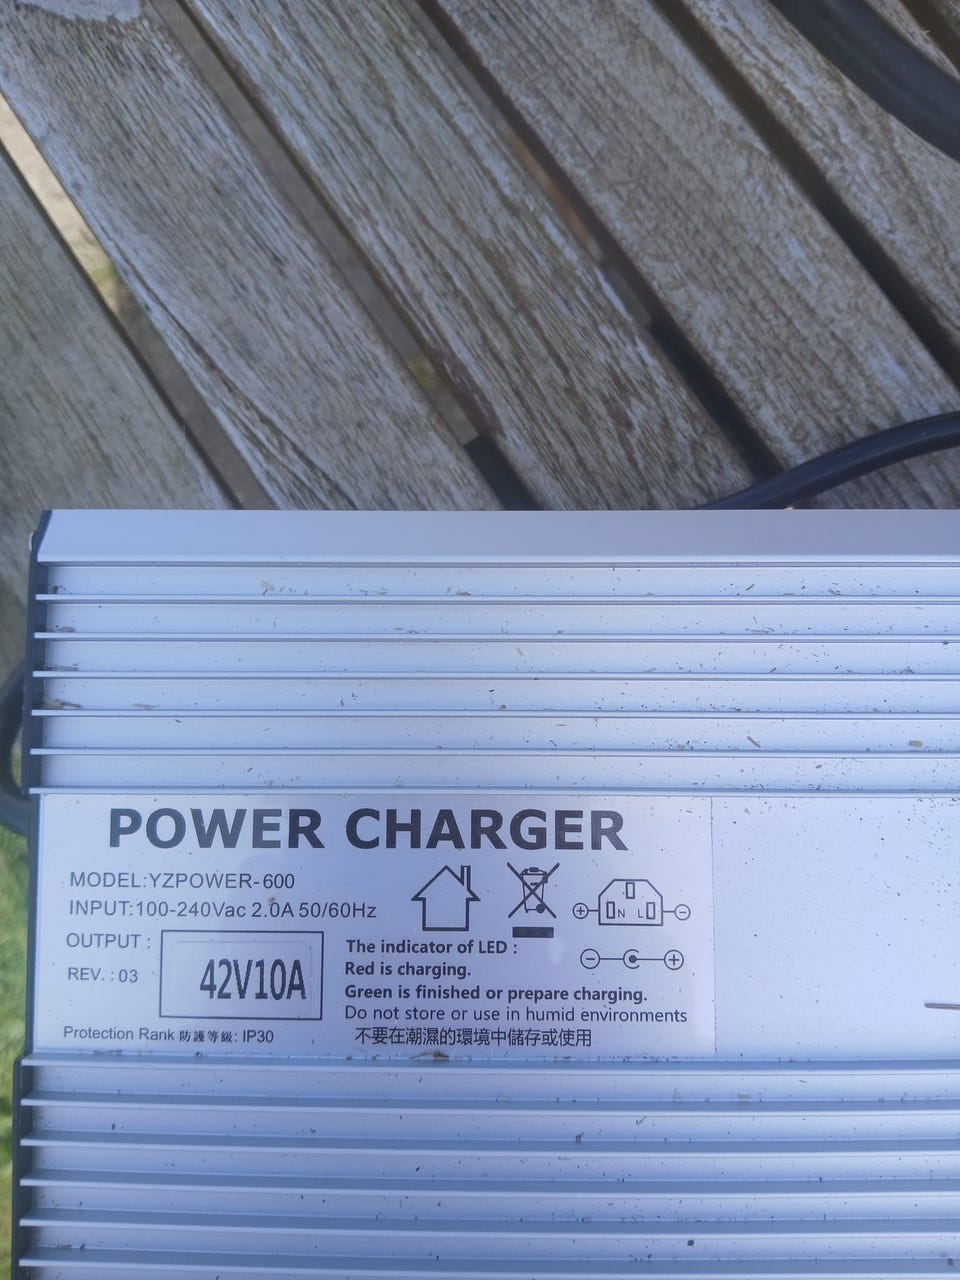 POWER CHARGER
MODEL:YZPOWER-600
INPUT:100-240Vac 2.0A 50/60Hz
OUTPUT :
42V10A
REV. : 03
N L
The indicator of LED :
Red is charging.
Green is finished or prepare charging.
Do not store or use in humid environments
不要在潮濕的環境中儲存或使用
Protection Rank 防護等級: IP30